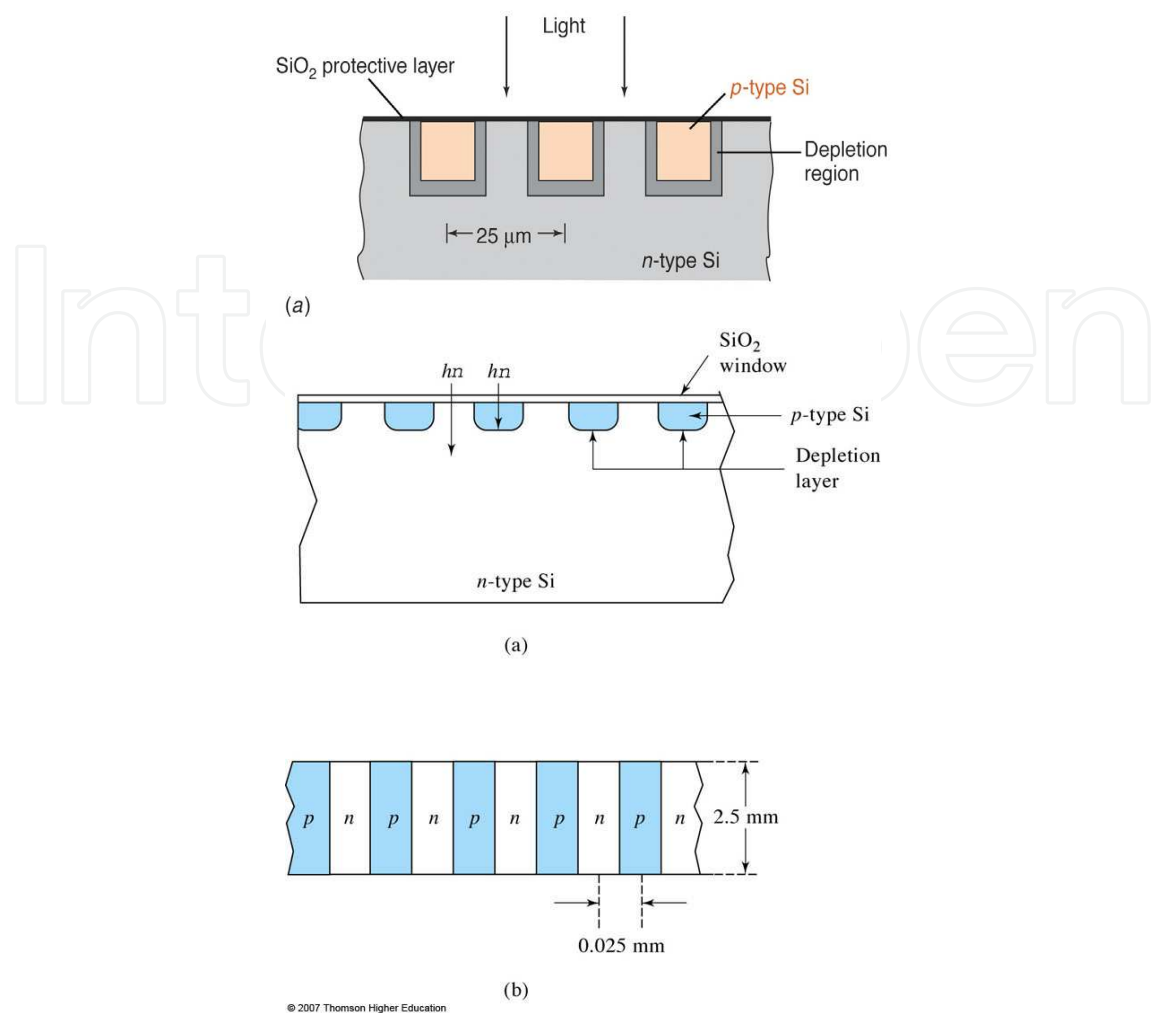 Light
SiO₂ protective layer
p-type Si
Depletion
region
25 μm
n-type Si
(a)
SiO₂
window
hn hn
p-type Si
Depletion
layer
n-type Si
(a)
p n p n p n p n p n
2.5 mm
0.025 mm
(b)
© 2007 Thomson Higher Education